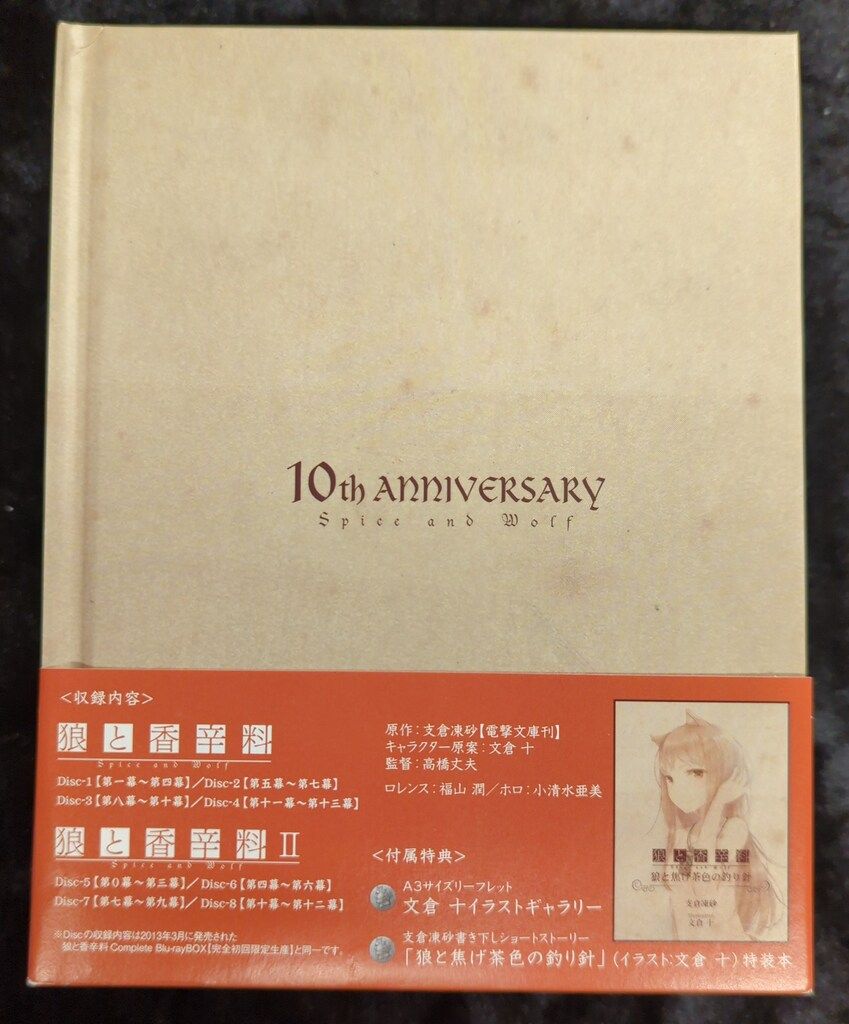 10th ANNIVERSARY
Spice and Wolf
<収録内容>
狼と香辛料
Spice and Wolf
Disc-1【第一幕～第四幕】／Disc-2【第五幕～第七幕】
Disc-3【第八幕～第十幕】／Disc-4【第十一幕～第十三幕】
狼と香辛料Ⅱ
Spice and Wolf
Disc-5【第0幕～第三幕】／Disc-6【第四幕～第六幕】
Disc-7【第七幕～第九幕】／Disc-8【第十幕～第十二幕】
※Discの収録内容は2013年3月に発売された
狼と香辛料 Complete Blu-rayBOX【完全初回限定生産】と同一です。
原作：支倉凍砂【電撃文庫刊】
キャラクター原案：文倉 十
監督：高橋丈夫
ロレンス：福山 潤／ホロ：小清水亜美
<付属特典>
A3サイズリーフレット
文倉 十イラストギャラリー
支倉凍砂書き下しショートストーリー
「狼と焦げ茶色の釣り針」(イラスト:文倉 十)特装本
狼と香辛料
狼と焦げ茶色の釣り針
支倉凍砂
文倉 十